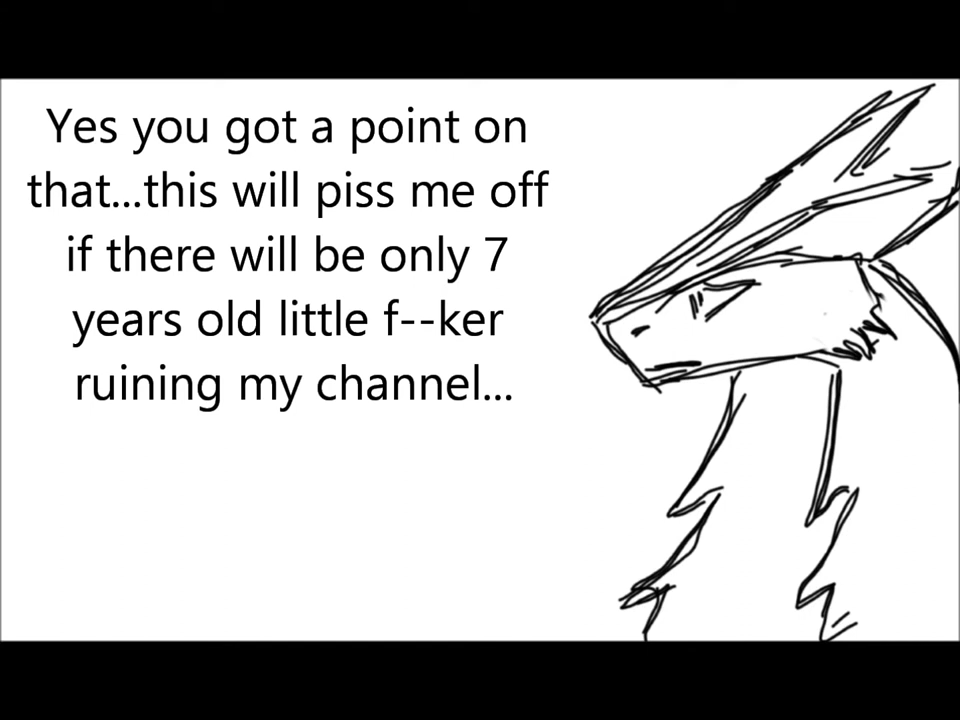 Yes you got a point on
that...this will piss me off
if there will be only 7
years old little f--ker
ruining my channel...